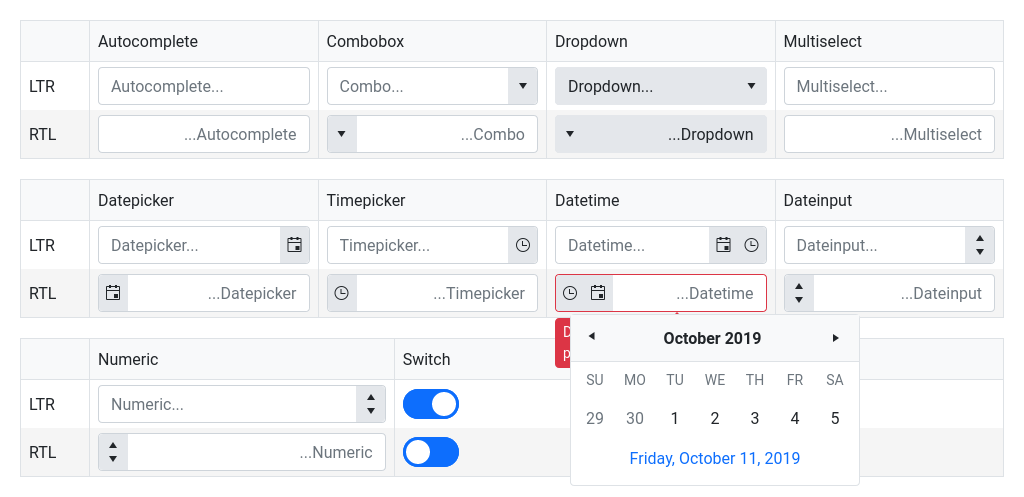 Autocomplete Combobox Dropdown Multiselect
LTR Autocomplete... Combo... Dropdown... Multiselect...
RTL ...Autocomplete ...Combo ...Dropdown ...Multiselect
Datepicker Timepicker Datetime Dateinput
LTR Datepicker... Timepicker... Datetime... Dateinput...
RTL ...Datepicker ...Timepicker ...Datetime ...Dateinput
Numeric Switch
LTR Numeric...
RTL ...Numeric
D
p
October 2019
SU MO TU WE TH FR SA
29 30 1 2 3 4 5
Friday, October 11, 2019